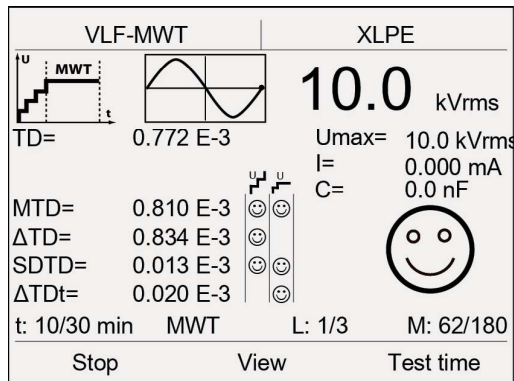 VLF-MWT XLPE
U MWT t
10.0 kVrms
TD= 0.772 E-3
Umax= 10.0 kVrms
I= 0.000 mA
C= 0.0 nF
U U
MTD= 0.810 E-3
ΔTD= 0.834 E-3
SDTD= 0.013 E-3
ΔTDt= 0.020 E-3
t: 10/30 min MWT L: 1/3 M: 62/180
Stop View Test time